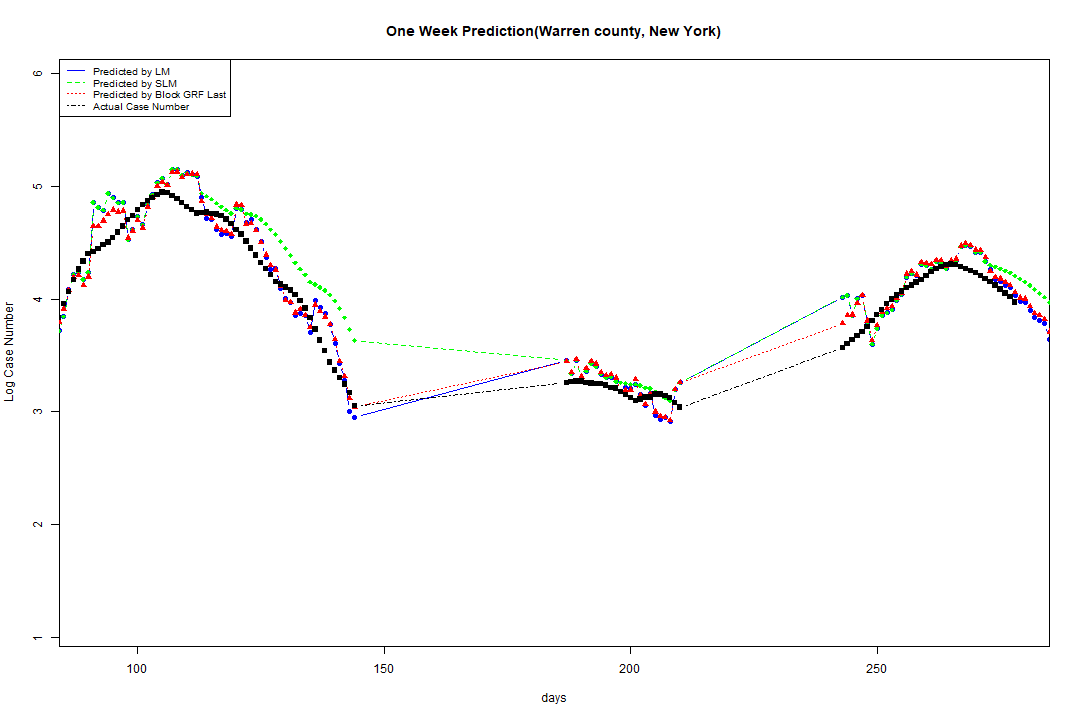 One Week Prediction(Warren county, New York)
Predicted by LM
Predicted by SLM
Predicted by Block GRF Last
Actual Case Number
Log Case Number
6
5
4
3
2
1
100 150 200 250
days